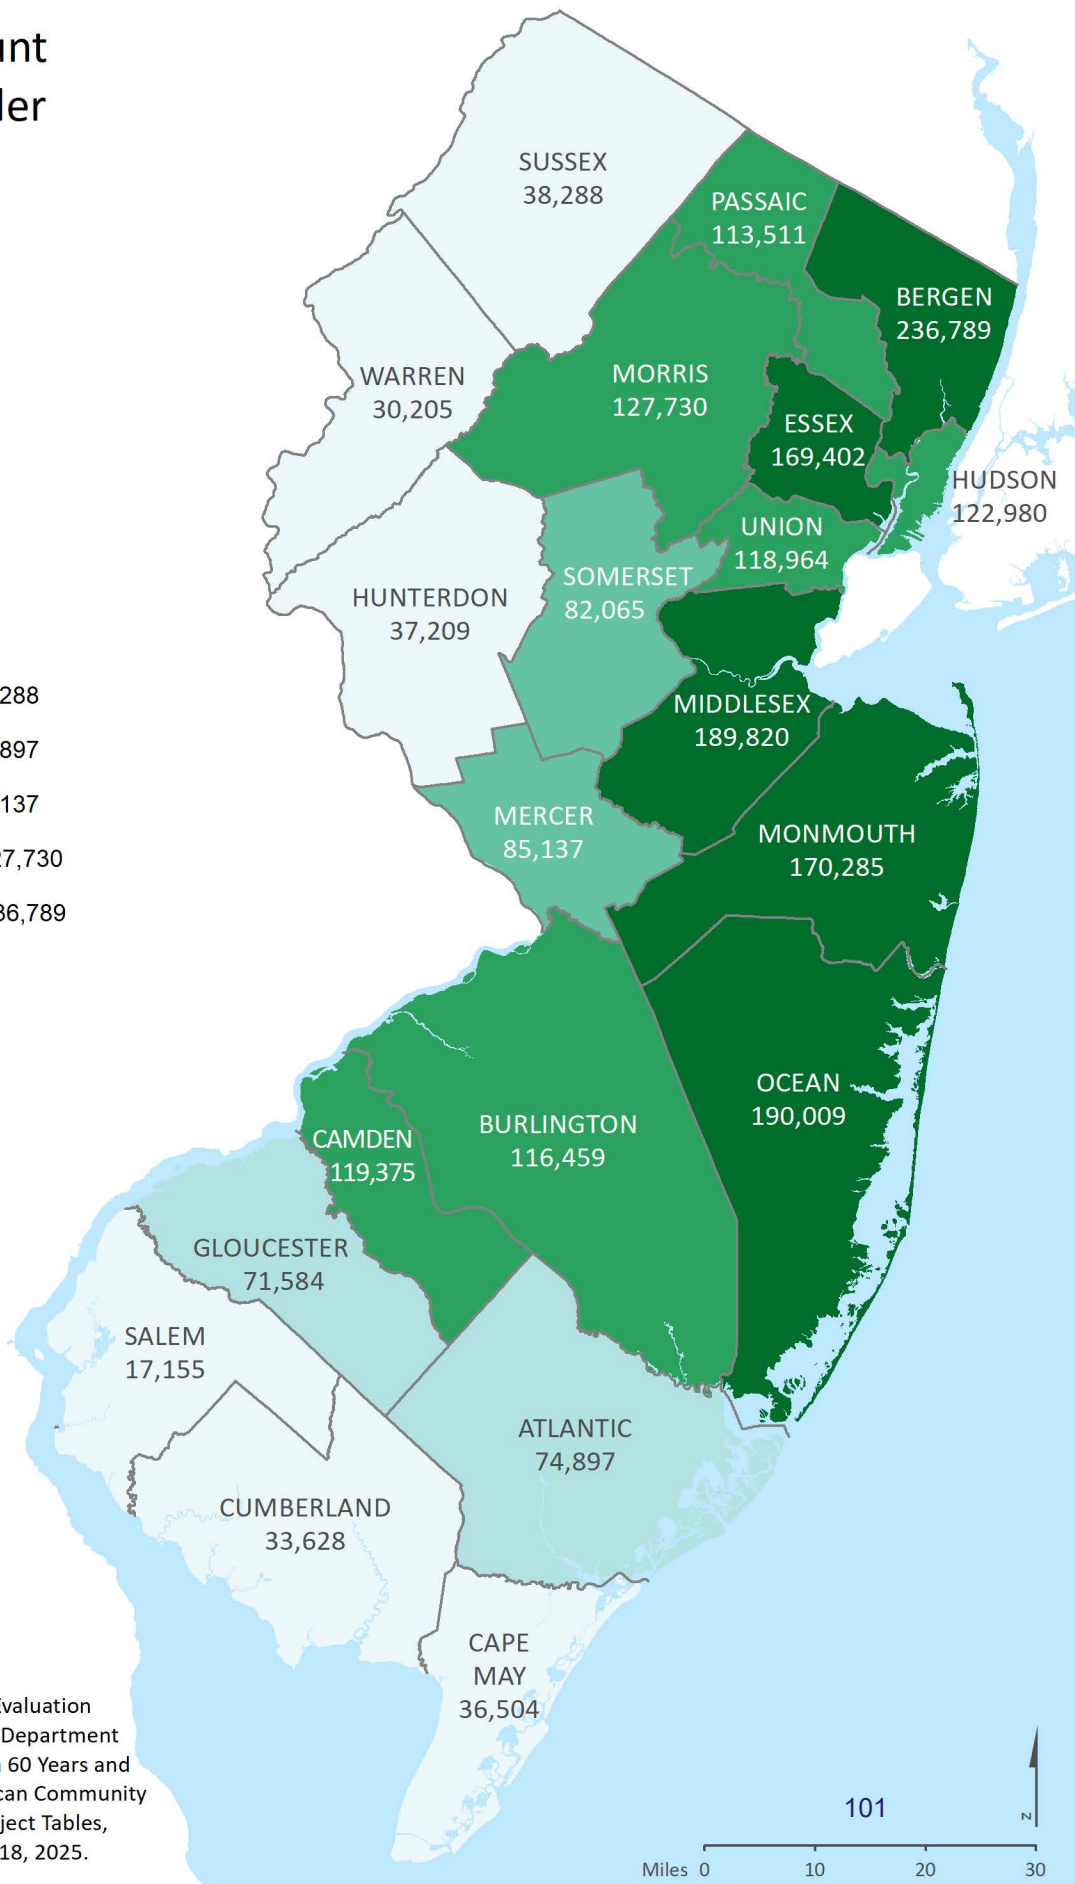 unt
ler
SUSSEX
38,288
PASSAIC
113,511
BERGEN
236,789
WARREN
30,205
MORRIS
127,730
ESSEX
169,402
HUDSON
122,980
UNION
118,964
SOMERSET
82,065
HUNTERDON
37,209
288
897
137
27,730
36,789
MIDDLESEX
189,820
MERCER
85,137
MONMOUTH
170,285
OCEAN
190,009
BURLINGTON
116,459
CAMDEN
119,375
GLOUCESTER
71,584
SALEM
17,155
ATLANTIC
74,897
CUMBERLAND
33,628
CAPE
MAY
36,504
Evaluation
Department
60 Years and
can Community
ject Tables,
18, 2025.
101
N
Miles 0 10 20 30